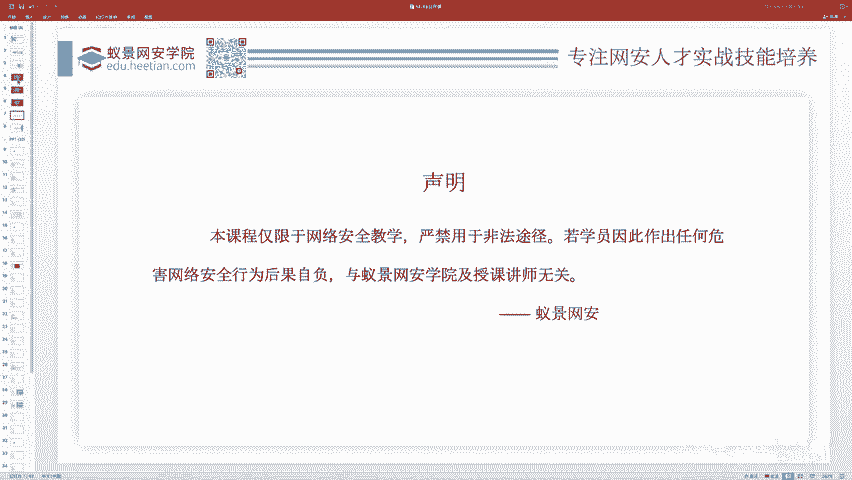 蚁景网安学院
edu.heetian.com
专注网安人才实战技能培养
声明
本课程仅限于网络安全教学，严禁用于非法途径。若学员因此作出任何危
害网络安全行为后果自负，与蚁景网安学院及授课讲师无关。
—— 蚁景网安